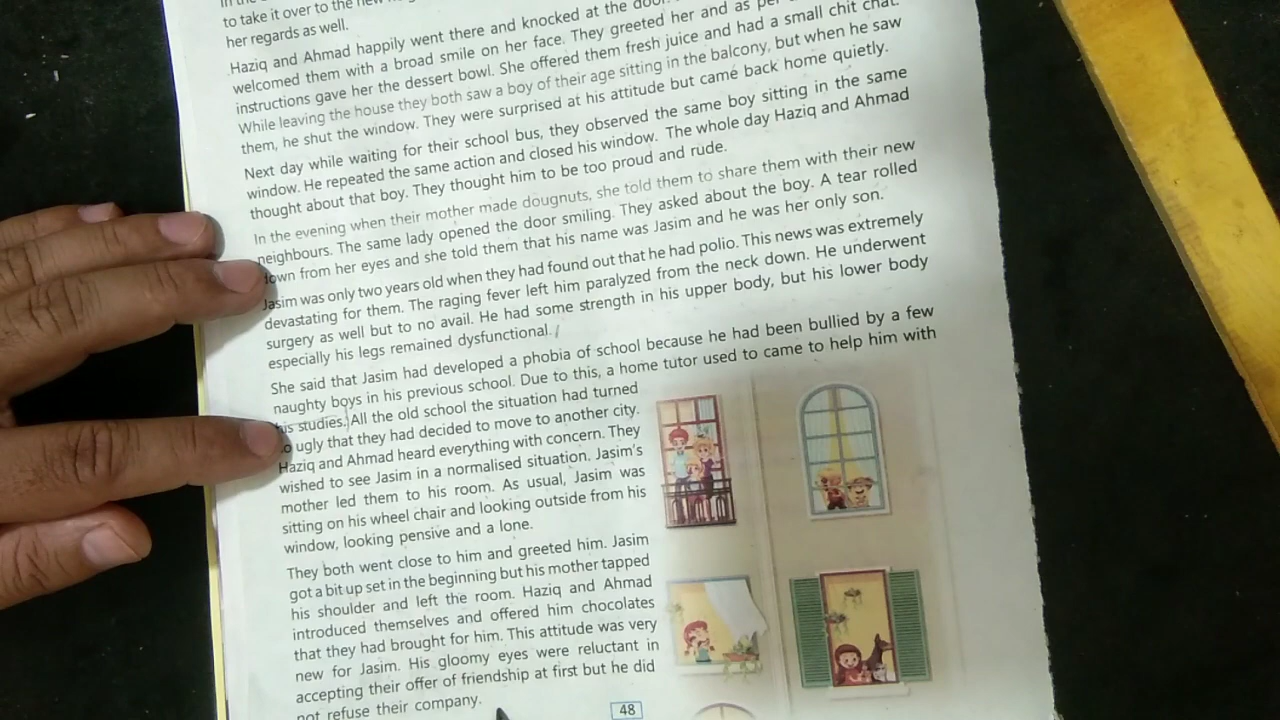 to take it over to the new
her regards as well.
Haziq and Ahmad happily went there and knocked at the door.
welcomed them with a broad smile on her face. They greeted her and as per
instructions gave her the dessert bowl. She offered them fresh juice and had a small chit chat.
While leaving the house they both saw a boy of their age sitting in the balcony, but when he saw
them, he shut the window. They were surprised at his attitude but came back home quietly.
Next day while waiting for their school bus, they observed the same boy sitting in the same
window. He repeated the same action and closed his window. The whole day Haziq and Ahmad
thought about that boy. They thought him to be too proud and rude.
In the evening when their mother made dougnuts, she told them to share them with their new
neighbours. The same lady opened the door smiling. They asked about the boy. A tear rolled
down from her eyes and she told them that his name was Jasim and he was her only son.
Jasim was only two years old when they had found out that he had polio. This news was extremely
devastating for them. The raging fever left him paralyzed from the neck down. He underwent
surgery as well but to no avail. He had some strength in his upper body, but his lower body
especially his legs remained dysfunctional.
She said that Jasim had developed a phobia of school because he had been bullied by a few
naughty boys in his previous school. Due to this, a home tutor used to came to help him with
his studies. All the old school the situation had turned
so ugly that they had decided to move to another city.
Haziq and Ahmad heard everything with concern. They
wished to see Jasim in a normalised situation. Jasim's
mother led them to his room. As usual, Jasim was
sitting on his wheel chair and looking outside from his
window, looking pensive and a lone.
They both went close to him and greeted him. Jasim
got a bit up set in the beginning but his mother tapped
his shoulder and left the room. Haziq and Ahmad
introduced themselves and offered him chocolates
that they had brought for him. This attitude was very
new for Jasim. His gloomy eyes were reluctant in
accepting their offer of friendship at first but he did
not refuse their company.
48